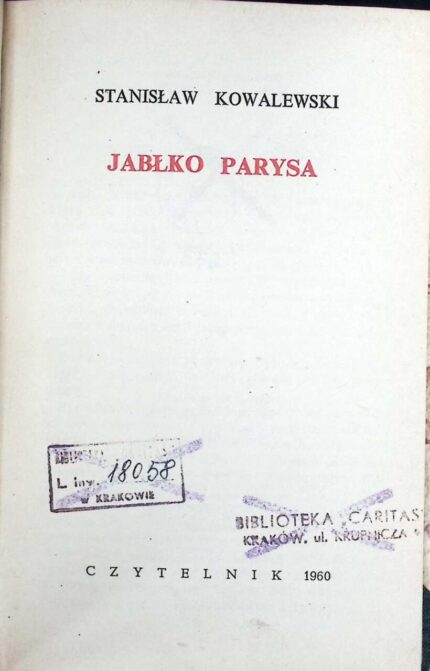 STANISŁAW KOWALEWSKI
JABŁKO PARYSA
L. inw. 18058
W KRAKOWIE
BIBLIOTEKA „CARITAS
KRAKÓW, ul. KRUPNICZA
CZYTELNIK 1960